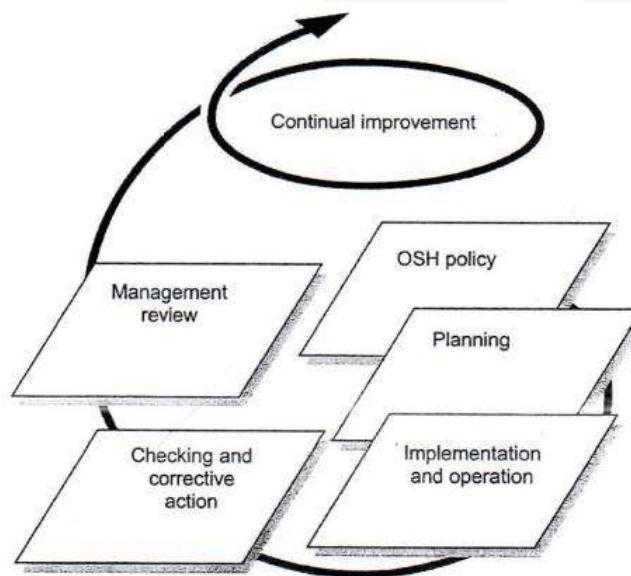 Continual improvement
OSH policy
Management
review
Planning
Checking and
corrective
action
Implementation
and operation